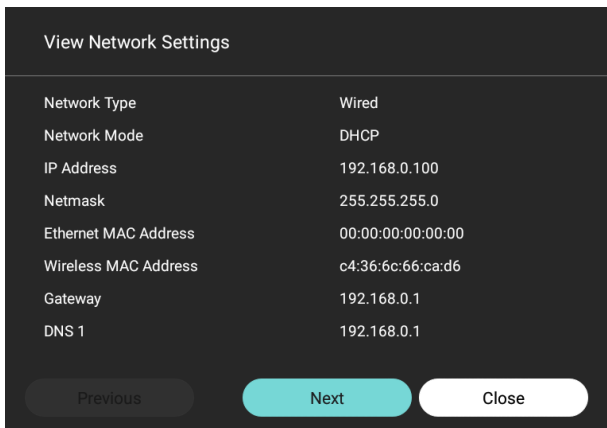 View Network Settings
Network Type Wired
Network Mode DHCP
IP Address 192.168.0.100
Netmask 255.255.255.0
Ethernet MAC Address 00:00:00:00:00:00
Wireless MAC Address c4:36:6c:66:ca:d6
Gateway 192.168.0.1
DNS 1 192.168.0.1
Previous Next Close